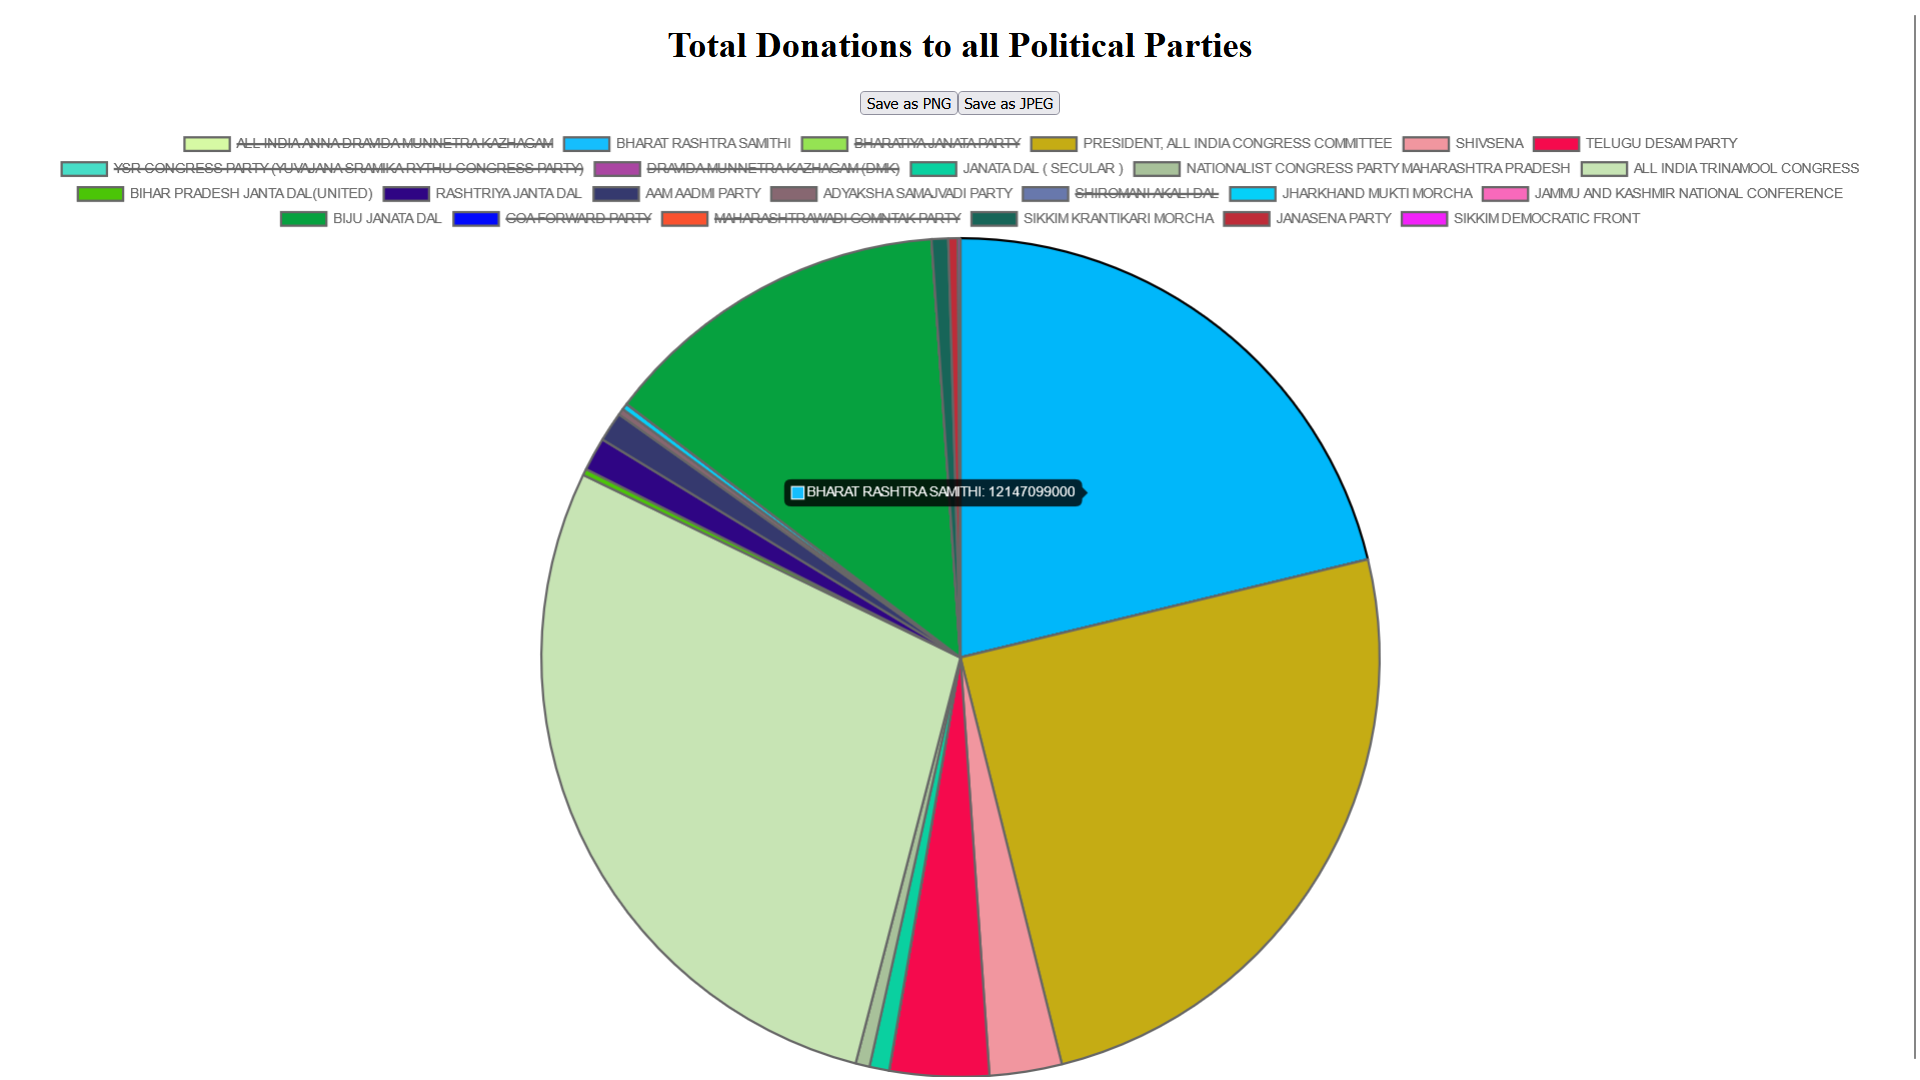 Total Donations to all Political Parties
Save as PNG Save as JPEG
ALL INDIA ANNA DRAVIDA MUNNETRA KAZHAGAM BHARAT RASHTRA SAMITHI BHARATIYA JANATA PARTY PRESIDENT, ALL INDIA CONGRESS COMMITTEE SHIVSENA TELUGU DESAM PARTY
YSR CONGRESS PARTY (YUVAJANA SRAMIKA RYTHU CONGRESS PARTY) DRAVIDA MUNNETRA KAZHAGAM (DMK) JANATA DAL ( SECULAR ) NATIONALIST CONGRESS PARTY MAHARASHTRA PRADESH ALL INDIA TRINAMOOL CONGRESS
BIHAR PRADESH JANTA DAL(UNITED) RASHTRIYA JANTA DAL AAM AADMI PARTY ADYAKSHA SAMAJVADI PARTY SHIROMANI AKALI DAL JHARKHAND MUKTI MORCHA JAMMU AND KASHMIR NATIONAL CONFERENCE
BIJU JANATA DAL GOA FORWARD PARTY MAHARASHTRAWADI GOMNTAK PARTY SIKKIM KRANTIKARI MORCHA JANASENA PARTY SIKKIM DEMOCRATIC FRONT
BHARAT RASHTRA SAMITHI: 12147099000